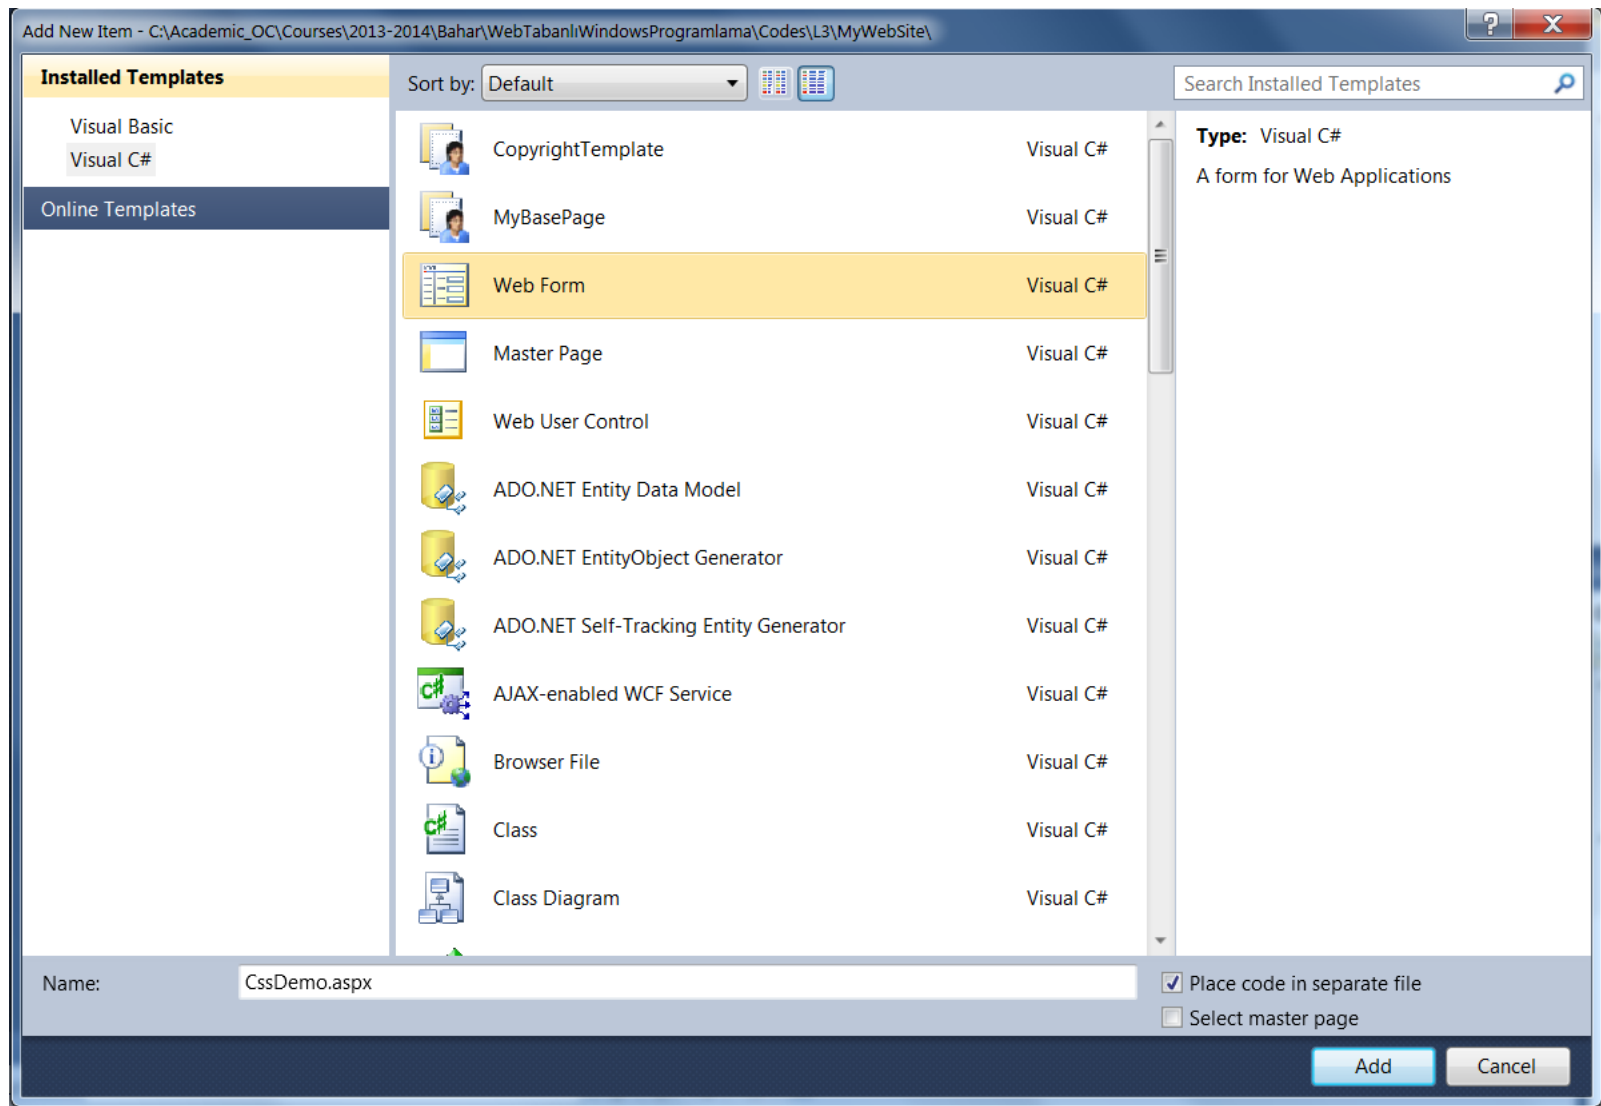 Add New Item - C:\Academic_OC\Courses\2013-2014\Bahar\WebTabanlıWindowsProgramlama\Codes\L3\MyWebSite\
Installed Templates
Visual Basic
Visual C#
Online Templates
Sort by: Default
Search Installed Templates
CopyrightTemplate Visual C#
MyBasePage Visual C#
Web Form Visual C#
Master Page Visual C#
Web User Control Visual C#
ADO.NET Entity Data Model Visual C#
ADO.NET EntityObject Generator Visual C#
ADO.NET Self-Tracking Entity Generator Visual C#
AJAX-enabled WCF Service Visual C#
Browser File Visual C#
Class Visual C#
Class Diagram Visual C#
Type: Visual C#
A form for Web Applications
Name: CssDemo.aspx
Place code in separate file
Select master page
Add Cancel